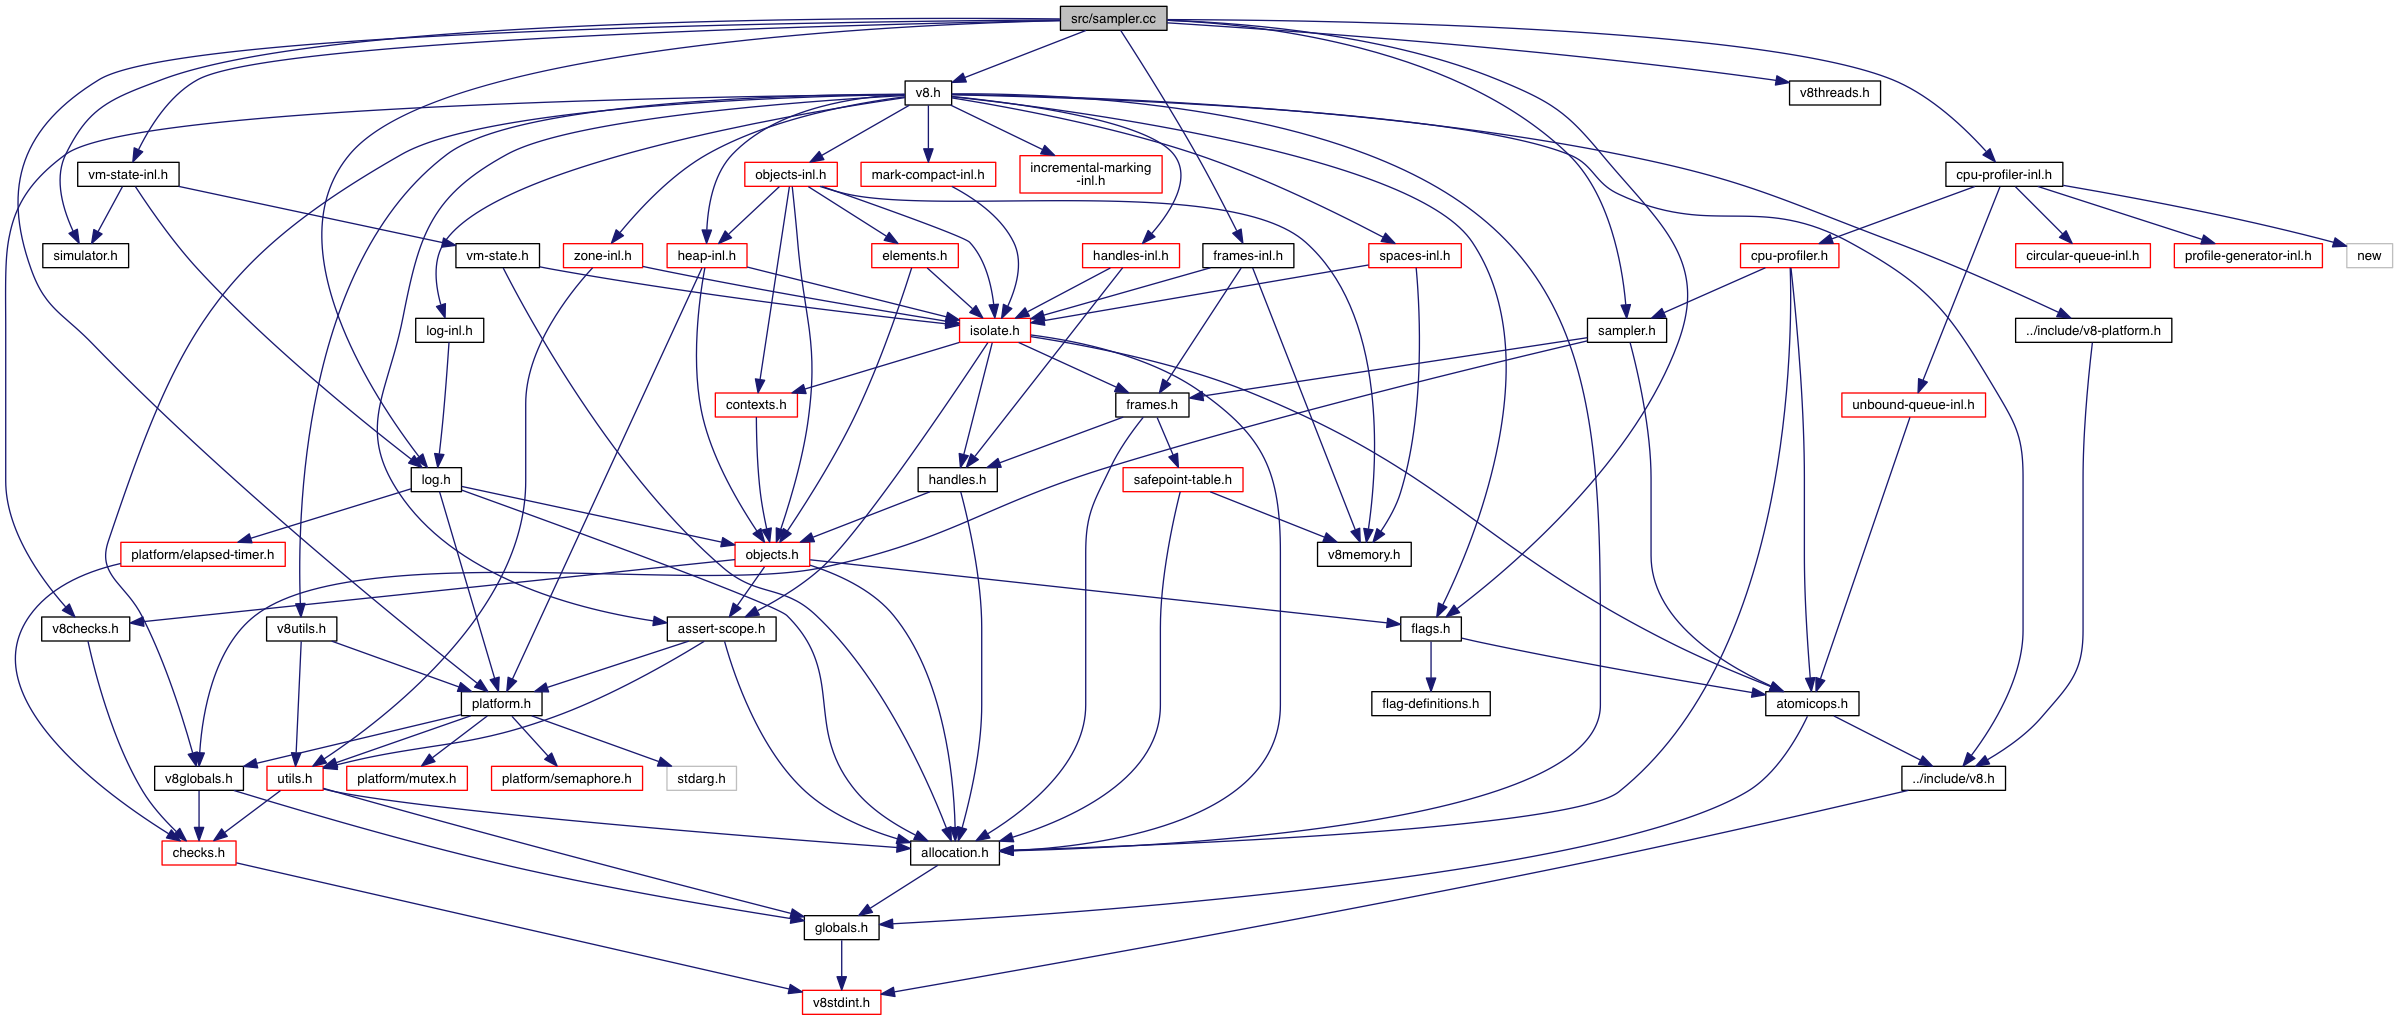 src/sampler.cc
v8.h
v8threads.h
vm-state-inl.h
objects-inl.h
mark-compact-inl.h
incremental-marking
-inl.h
cpu-profiler-inl.h
simulator.h
vm-state.h
zone-inl.h
heap-inl.h
elements.h
handles-inl.h
frames-inl.h
spaces-inl.h
cpu-profiler.h
circular-queue-inl.h
profile-generator-inl.h
new
log-inl.h
isolate.h
sampler.h
../include/v8-platform.h
contexts.h
frames.h
unbound-queue-inl.h
log.h
handles.h
safepoint-table.h
platform/elapsed-timer.h
objects.h
v8memory.h
v8checks.h
v8utils.h
assert-scope.h
flags.h
platform.h
flag-definitions.h
atomicops.h
v8globals.h
utils.h
platform/mutex.h
platform/semaphore.h
stdarg.h
../include/v8.h
checks.h
allocation.h
globals.h
v8stdint.h